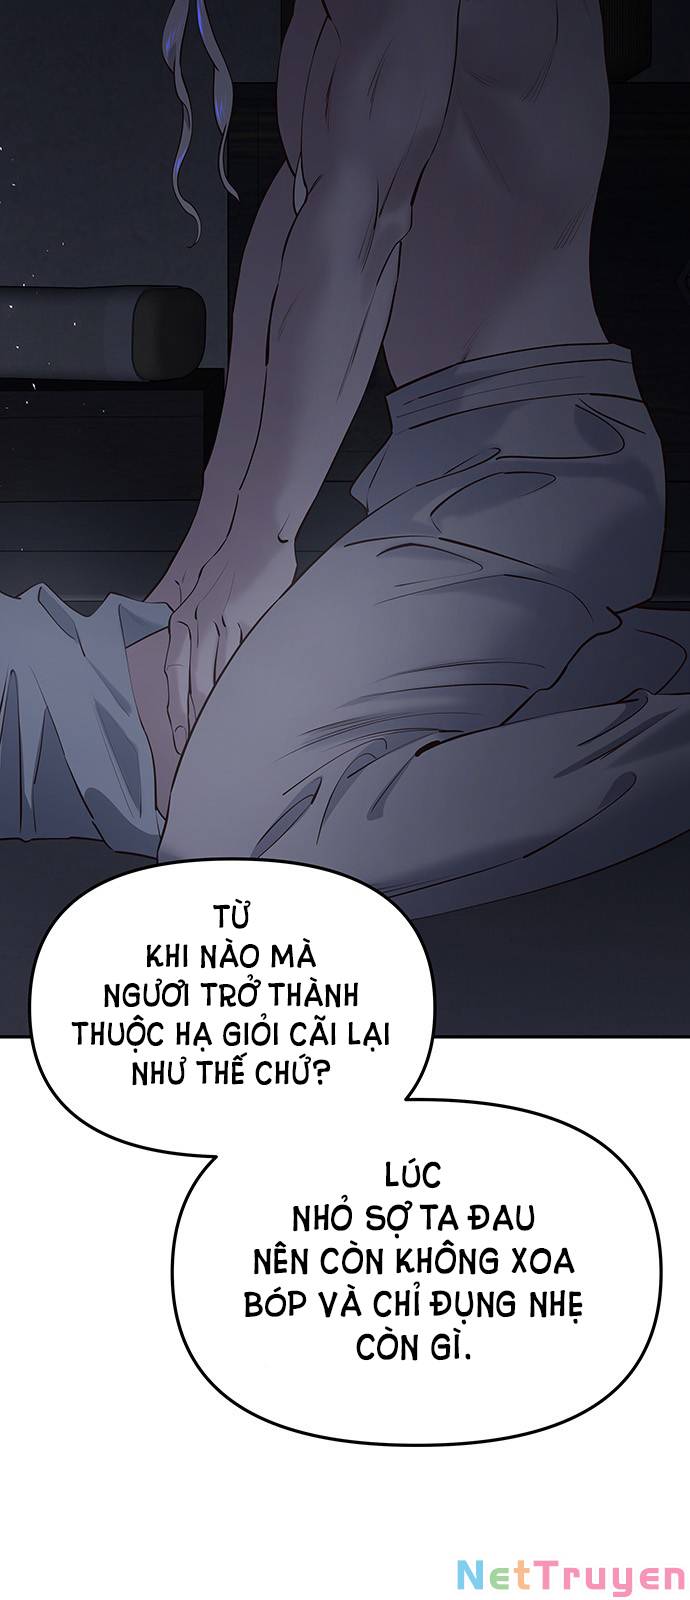 TỪ
KHI NÀO MÀ
NGƯƠI TRỞ THÀNH
THUỘC HẠ GIỎI CÃI LẠI
NHƯ THẾ CHỨ?
LÚC
NHỎ SỢ TA ĐAU
NÊN CÒN KHÔNG XOA
BÓP VÀ CHỈ ĐỤNG NHẸ
CÒN GÌ.
NetTruyen